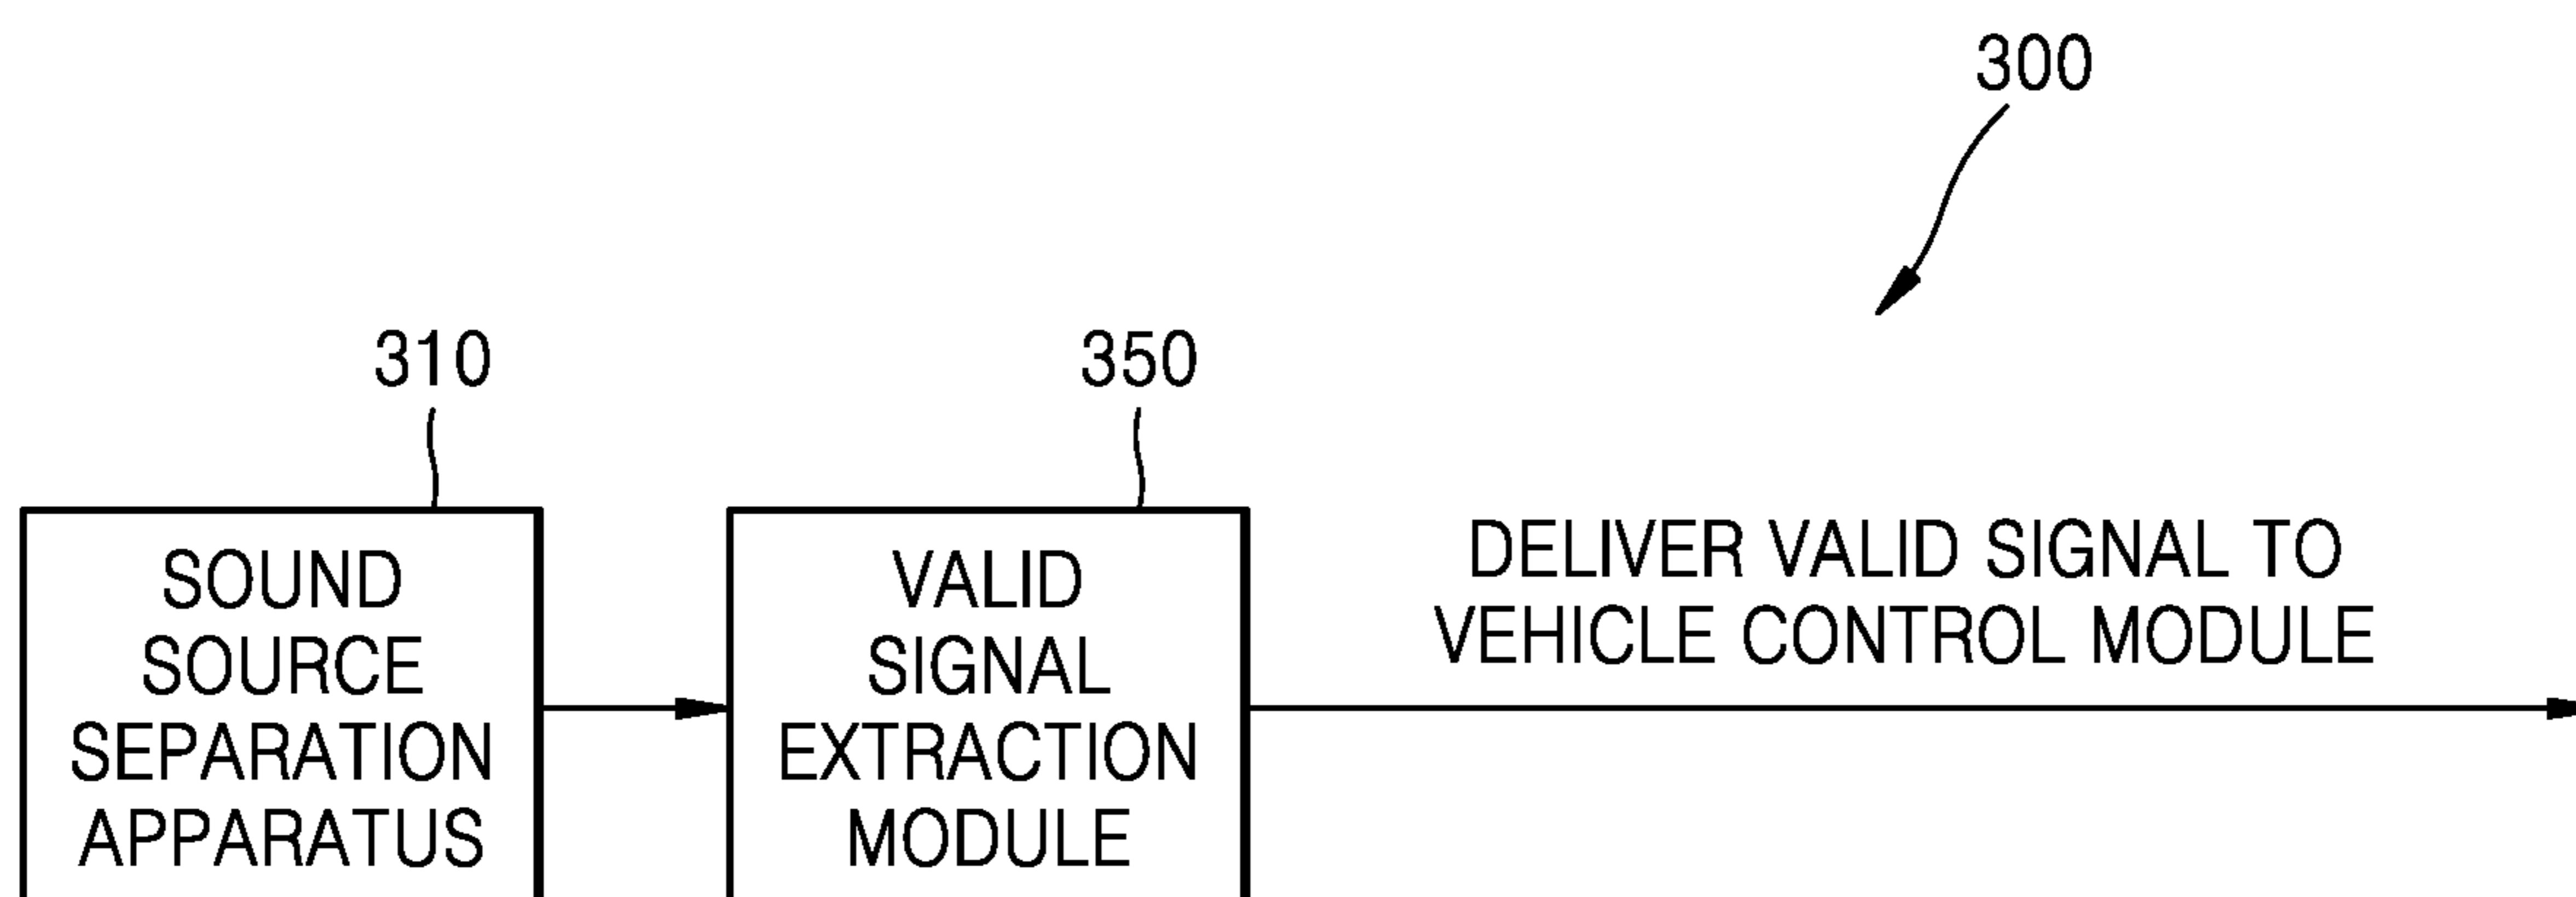 300
310
350
SOUND
SOURCE
SEPARATION
APPARATUS
VALID
SIGNAL
EXTRACTION
MODULE
DELIVER VALID SIGNAL TO
VEHICLE CONTROL MODULE